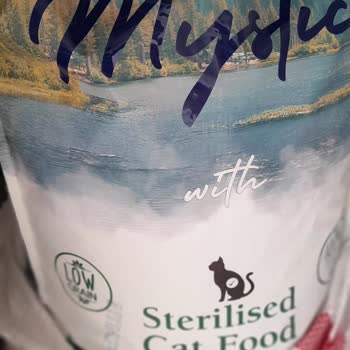 Mystic
with
LOW
GRAIN
Sterilised
Cat Food